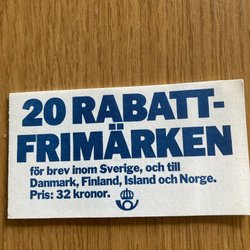 20 RABATT-
FRIMÄRKEN
för brev inom Sverige, och till
Danmark, Finland, Island och Norge.
Pris: 32 kronor.